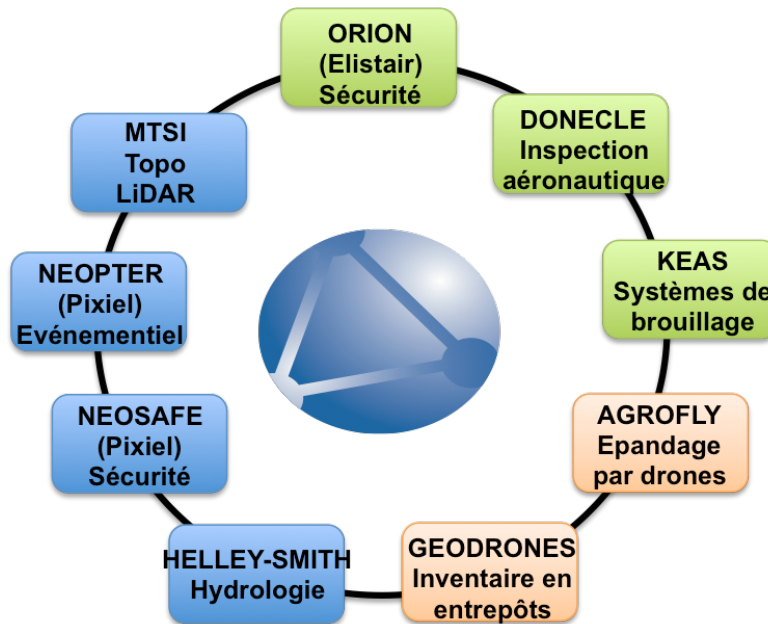 ORION
(Elistair)
Sécurité
DONECLE
Inspection
aéronautique
KEAS
Systèmes de
brouillage
AGROFLY
Epandage
par drones
GEODRONES
Inventaire en
entrepôts
HELLEY-SMITH
Hydrologie
NEOSAFE
(Pixiel)
Sécurité
NEOPTER
(Pixiel)
Evénementiel
MTSI
Topo
LiDAR